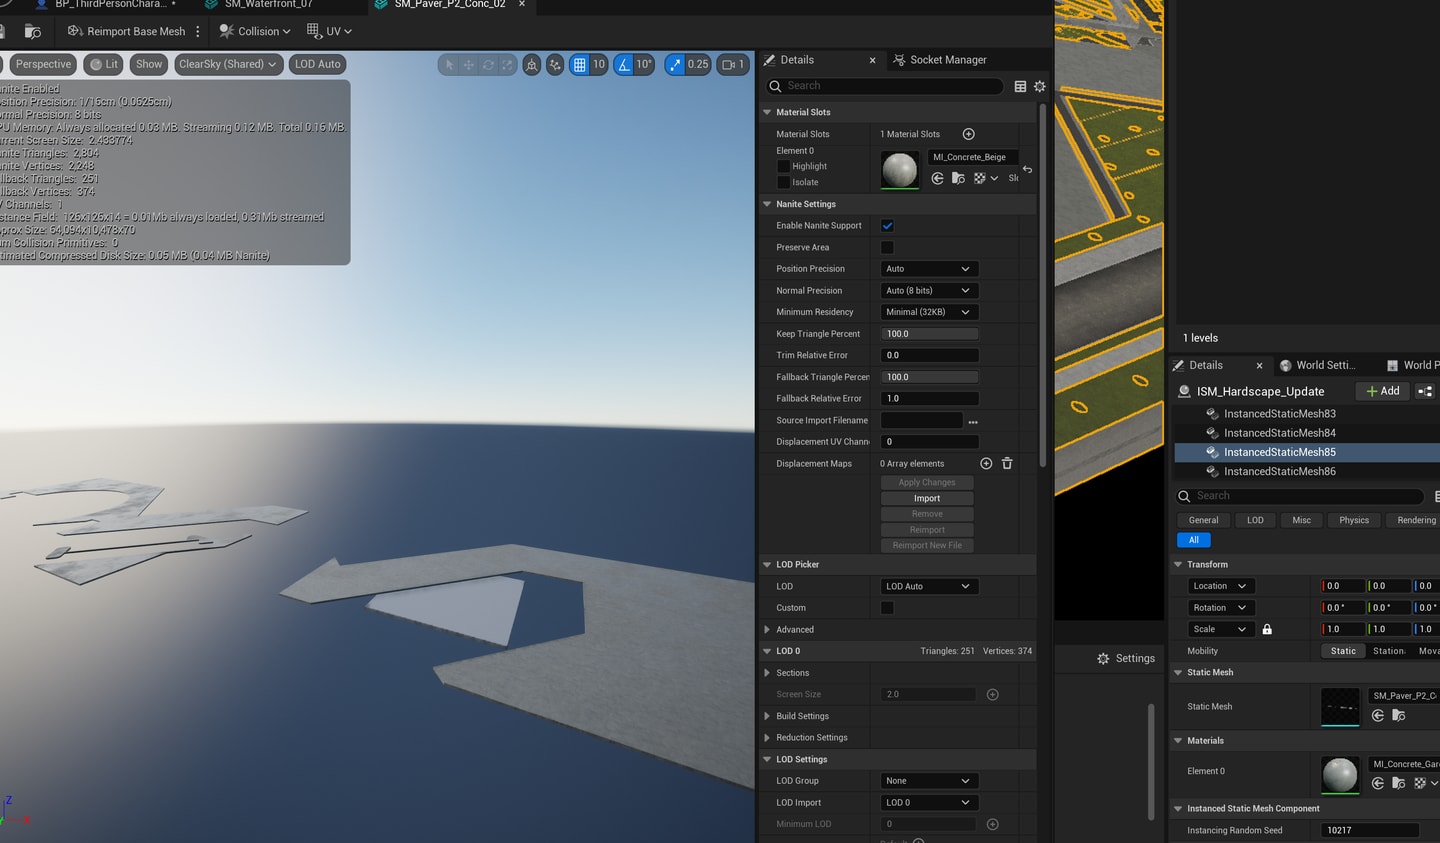 BP_ThirdPersonChara... •
SM_Waterfront_07
SM_Paver_P2_Conc_02
Reimport Base Mesh
Collision
UV
Perspective
Lit
Show
ClearSky (Shared)
LOD Auto
10
10°
0.25
1
anite Enabled
sition Precision: 1/16cm (0.0625cm)
ormal Precision: 8 bits
PU Memory: Always allocated 0.03 MB. Streaming 0.12 MB. Total 0.16 MB.
rrent Screen Size: 2.433774
anite Triangles: 2,804
anite Vertices: 2,248
llback Triangles: 251
llback Vertices: 374
V Channels: 1
stance Field: 126x126x14 = 0.01Mb always loaded, 0.31Mb streamed
prox Size: 64,094x10,478x70
um Collision Primitives: 0
timated Compressed Disk Size: 0.05 MB (0.04 MB Nanite)
Z
Details
Socket Manager
Search
Material Slots
Material Slots
1 Material Slots
Element 0
Highlight
Isolate
MI_Concrete_Beige
Slo
Nanite Settings
Enable Nanite Support
Preserve Area
Position Precision
Auto
Normal Precision
Auto (8 bits)
Minimum Residency
Minimal (32KB)
Keep Triangle Percent
100.0
Trim Relative Error
0.0
Fallback Triangle Percen
100.0
Fallback Relative Error
1.0
Source Import Filename
...
Displacement UV Chann
0
Displacement Maps
0 Array elements
Apply Changes
Import
Remove
Reimport
Reimport New File
LOD Picker
LOD
LOD Auto
Custom
Advanced
LOD 0
Triangles: 251 Vertices: 374
Sections
Screen Size
2.0
Build Settings
Reduction Settings
LOD Settings
LOD Group
None
LOD Import
LOD 0
Minimum LOD
0
Settings
1 levels
Details
World Setti...
World P
ISM_Hardscape_Update
Add
InstancedStaticMesh83
InstancedStaticMesh84
InstancedStaticMesh85
InstancedStaticMesh86
Search
General
LOD
Misc
Physics
Rendering
All
Transform
Location
0.0
0.0
0.0
Rotation
0.0 °
0.0 °
0.0 °
Scale
1.0
1.0
1.0
Mobility
Static
Station
Mova
Static Mesh
Static Mesh
SM_Paver_P2_C
Materials
Element 0
MI_Concrete_Gar
Instanced Static Mesh Component
Instancing Random Seed
10217